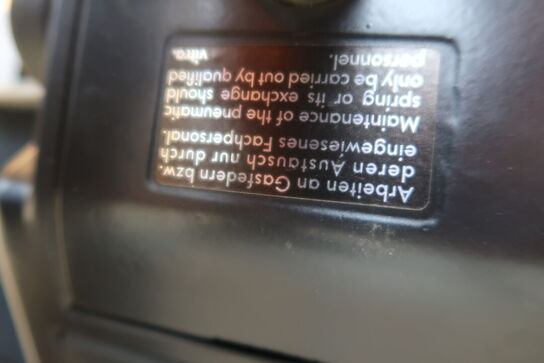 Arbeiten an Gasfedern bzw.
deren Austausch nur durch
eingewiesenes Fachpersonal.
Maintenance of the pneumatic
spring or its exchange should
only be carried out by qualified
personnel.
vitra.